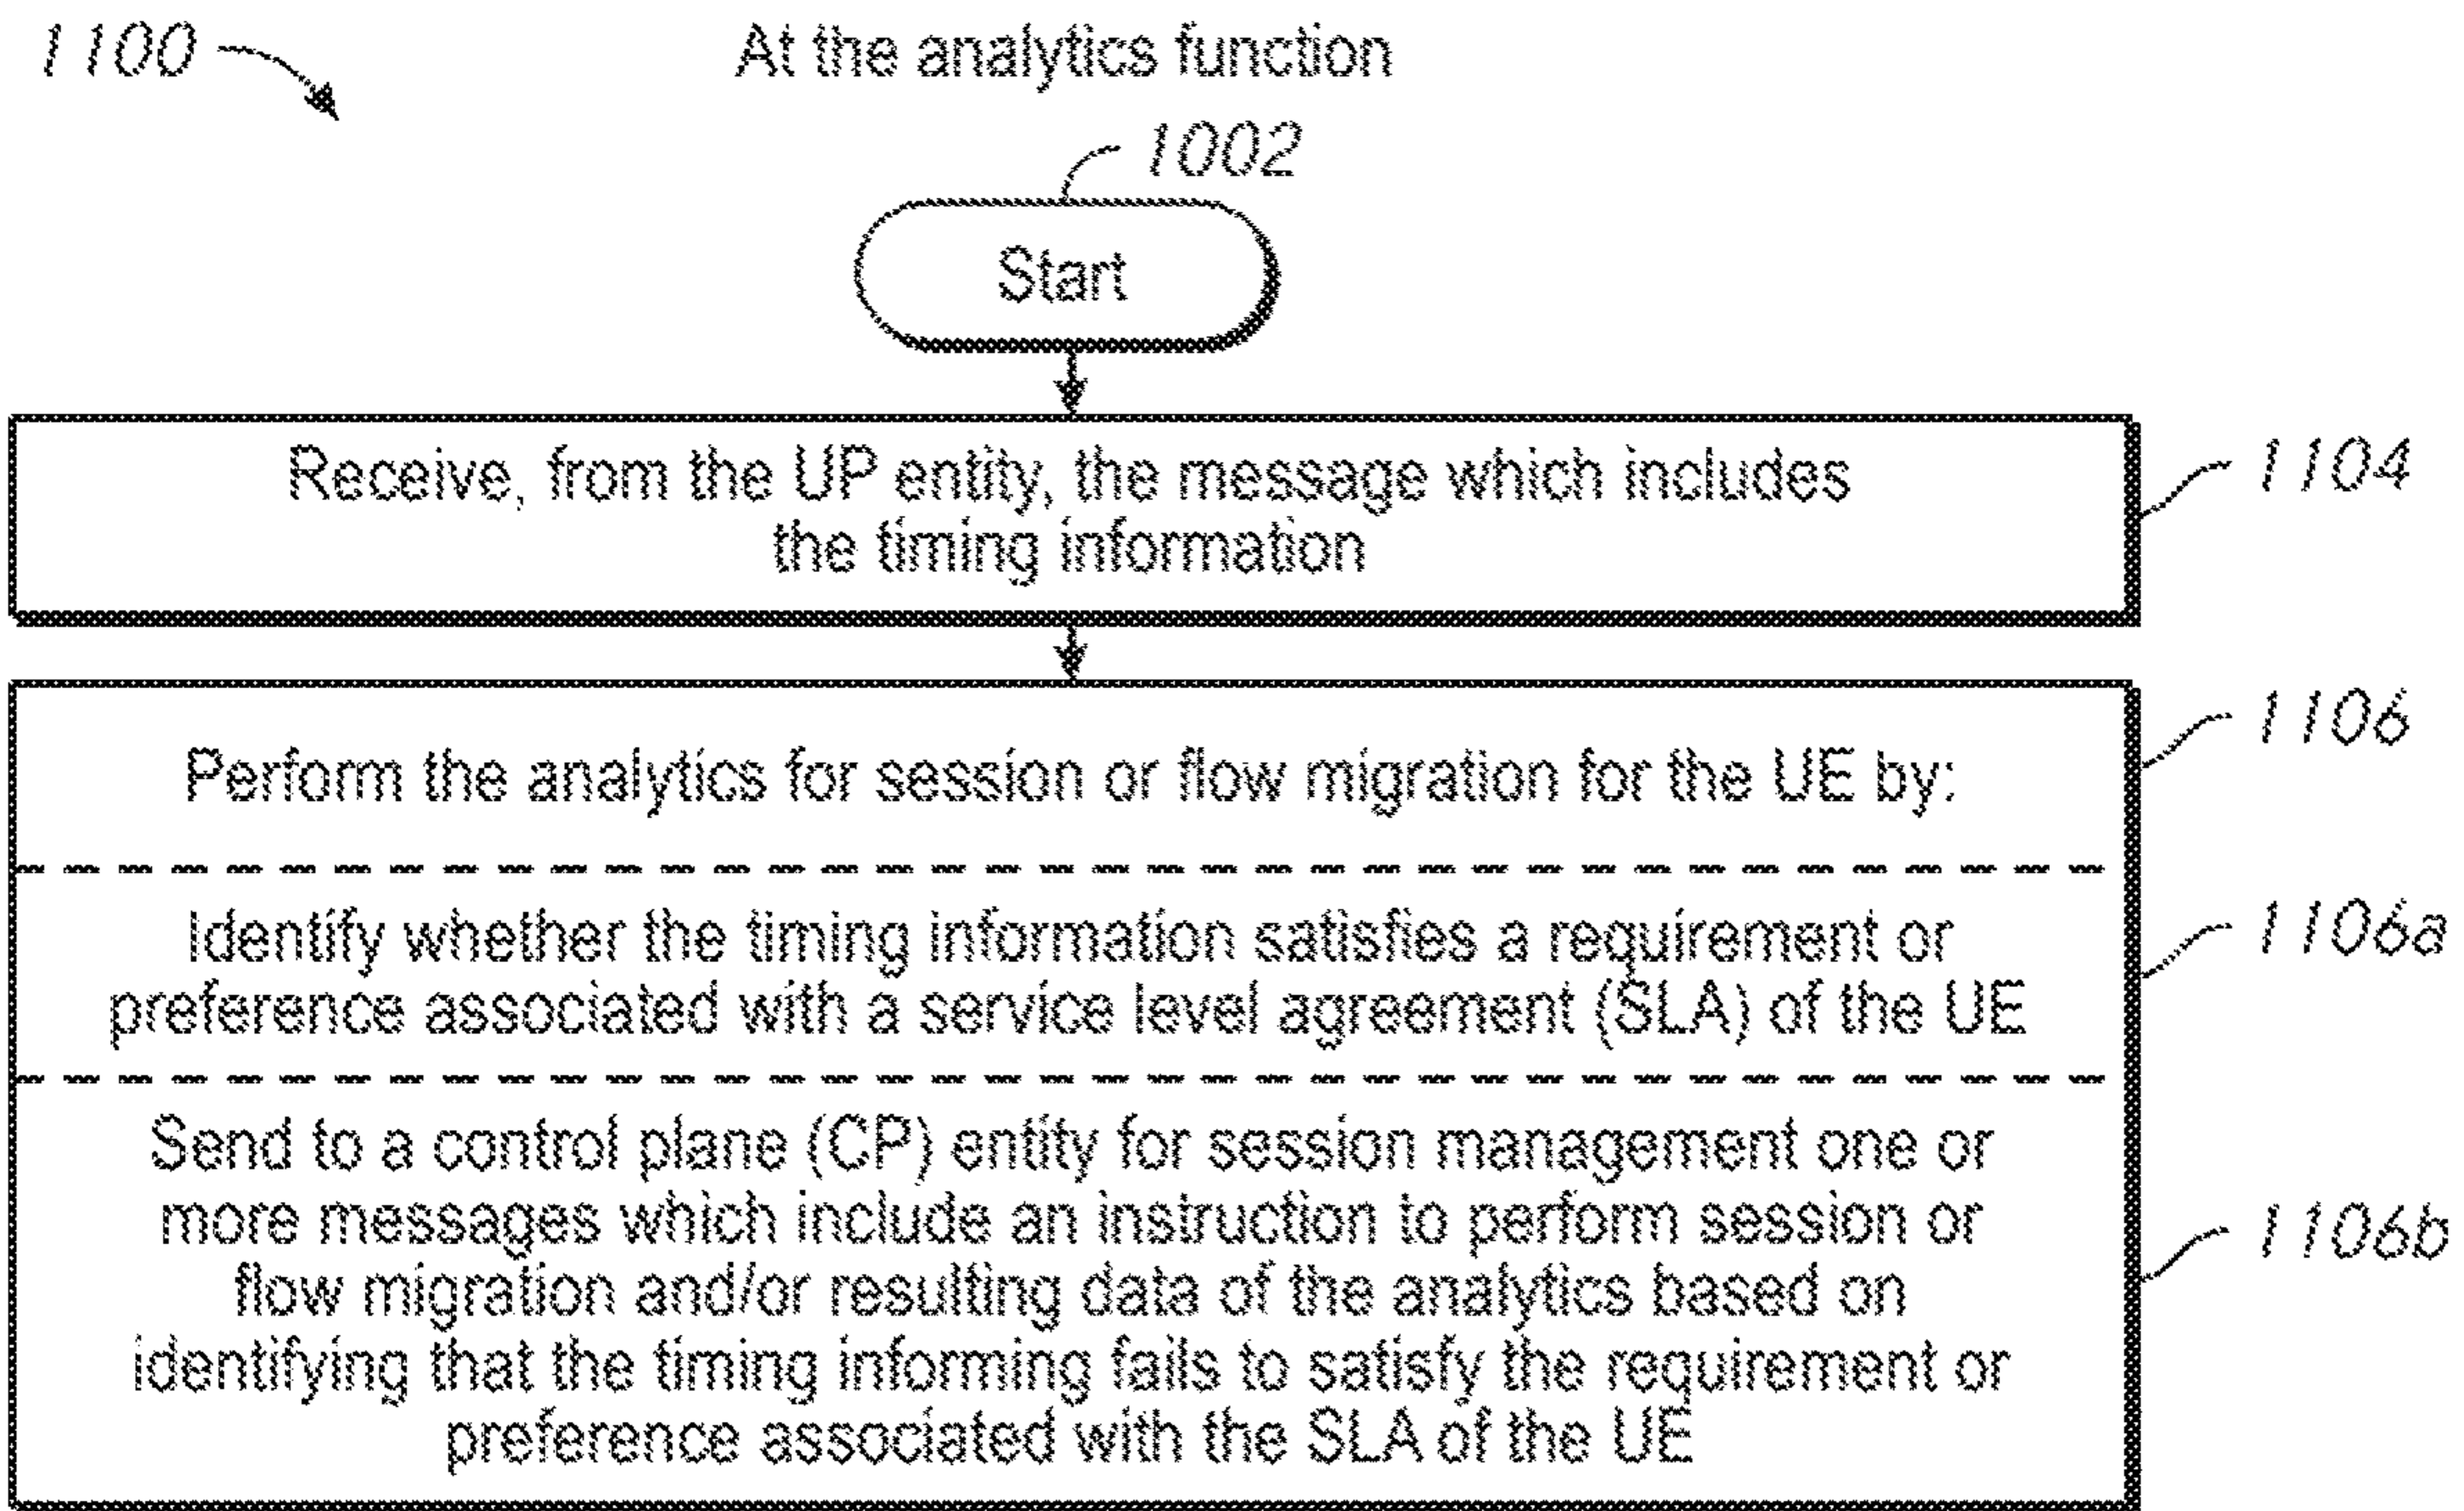 1100
At the analytics function
1002
Start
Receive, from the UP entity, the message which includes
the timing information
1104
Perform the analytics for session or flow migration for the UE by:
1106
Identify whether the timing information satisfies a requirement or
preference associated with a service level agreement (SLA) of the UE
1106a
Send to a control plane (CP) entity for session management one or
more messages which include an instruction to perform session or
flow migration and/or resulting data of the analytics based on
identifying that the timing informing fails to satisfy the requirement or
preference associated with the SLA of the UE
1106b